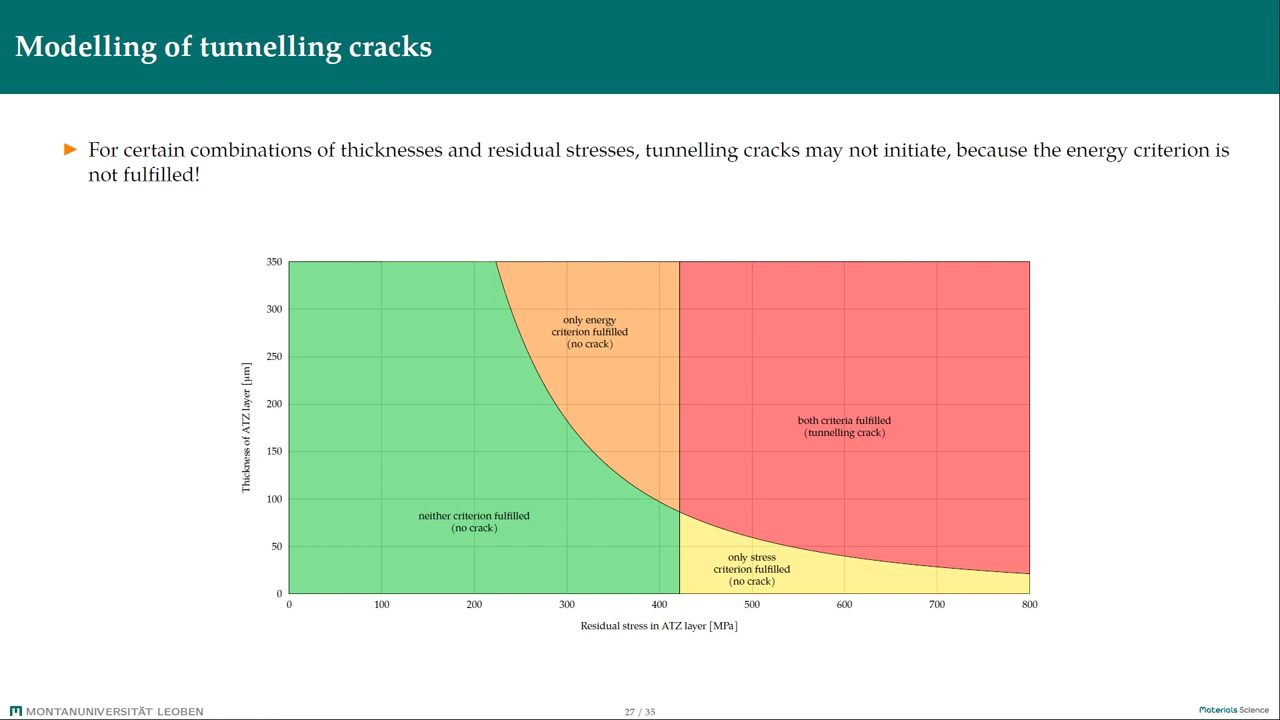 Modelling of tunnelling cracks
► For certain combinations of thicknesses and residual stresses, tunnelling cracks may not initiate, because the energy criterion is
not fulfilled!
350
300
250
200
150
100
50
0
Thickness of ATZ layer [µm]
only energy
criterion fulfilled
(no crack)
both criteria fulfilled
(tunnelling crack)
neither criterion fulfilled
(no crack)
only stress
criterion fulfilled
(no crack)
0 100 200 300 400 500 600 700 800
Residual stress in ATZ layer [MPa]
MONTANUNIVERSITÄT LEOBEN
27 / 35
Materials Science